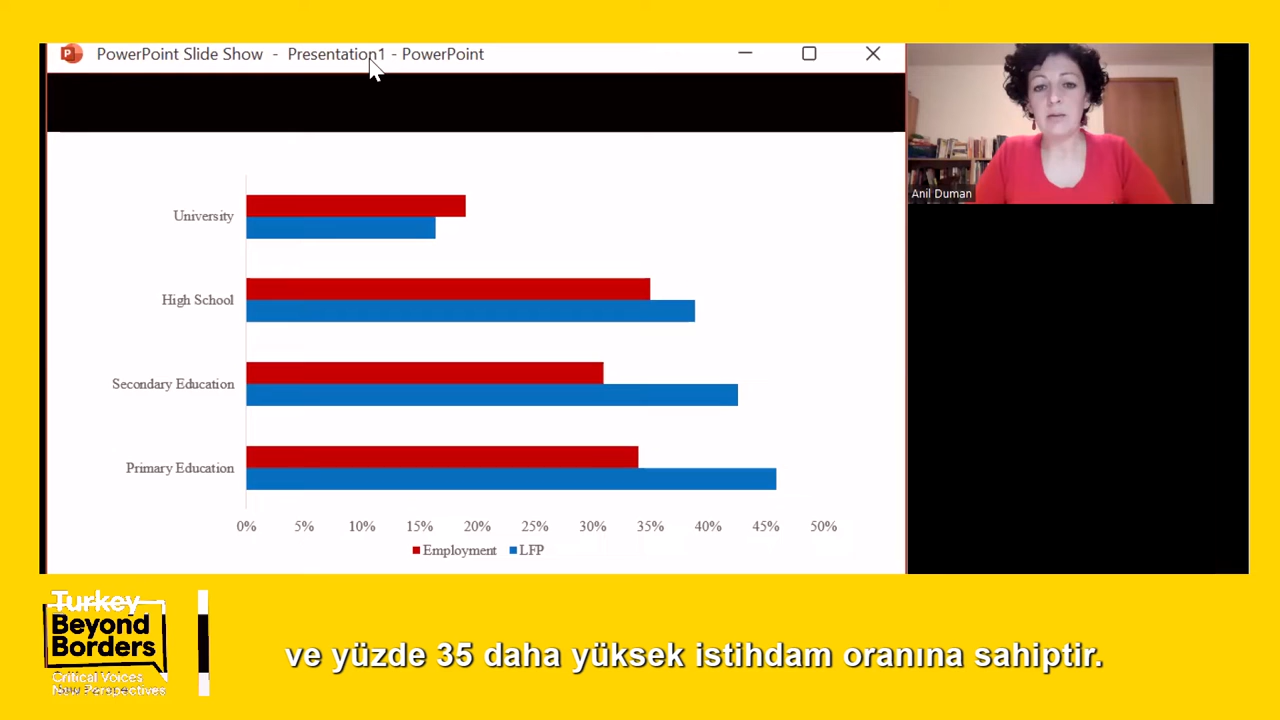 PowerPoint Slide Show - Presentation1 - PowerPoint
Anil Duman
University
High School
Secondary Education
Primary Education
0% 5% 10% 15% 20% 25% 30% 35% 40% 45% 50%
Employment LFP
Turkey
Beyond
Borders
Critical Voices
New Perspectives
ve yüzde 35 daha yüksek istihdam oranına sahiptir.